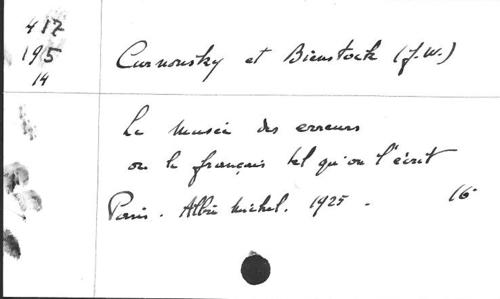 417
195
14
Curnonsky et Bienstock (J.W.)
Le musée des erreurs
ou le français tel qu'on l'écrit
Paris. Albin Michel. 1925. 16°